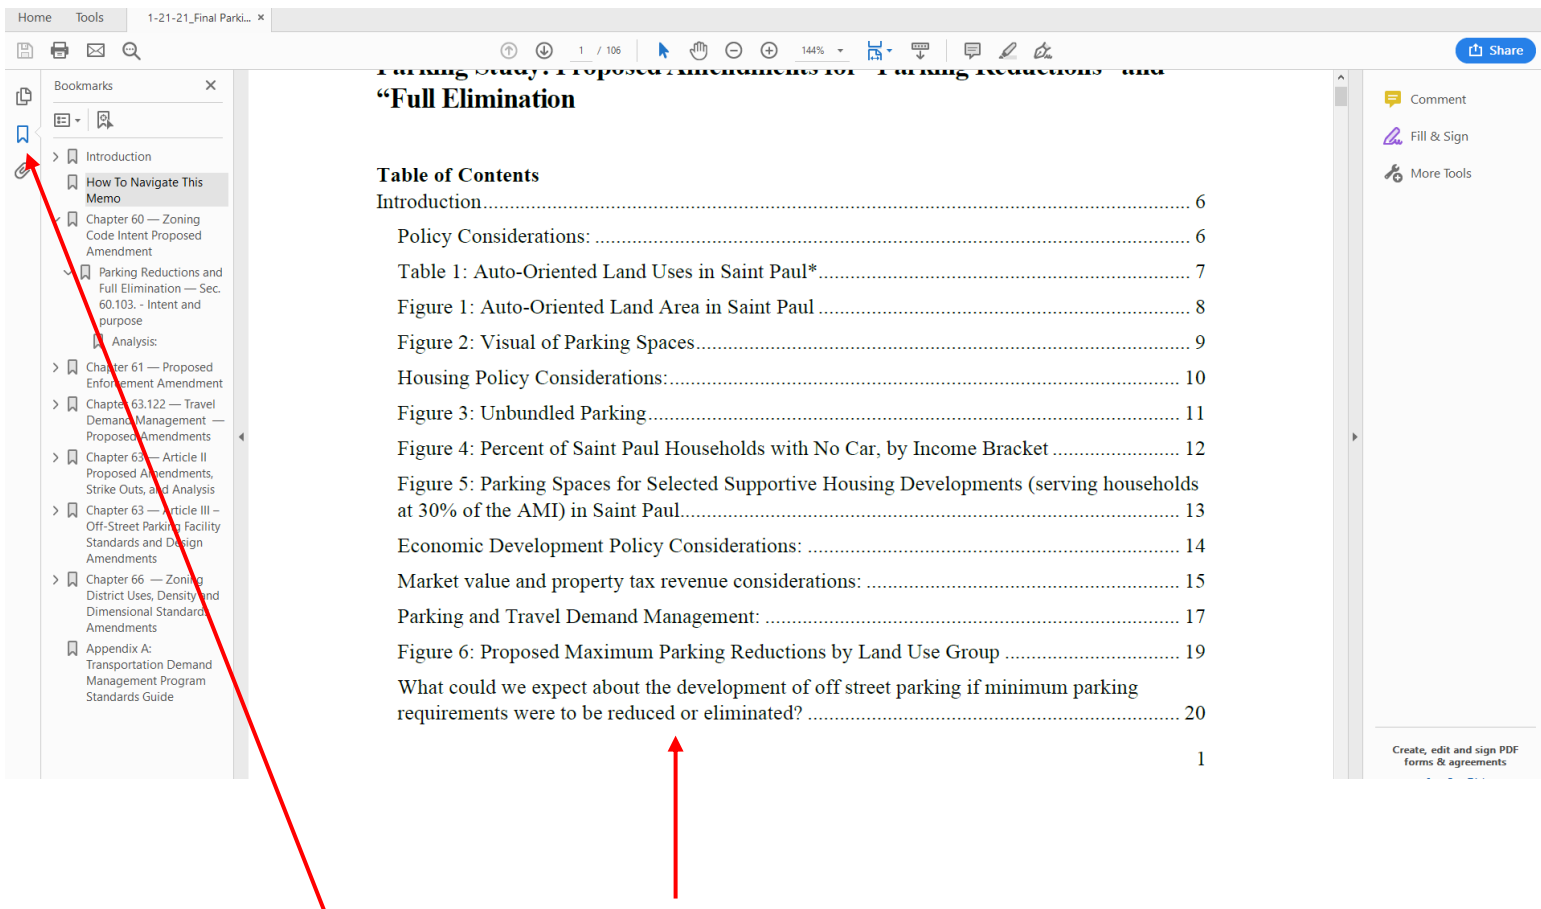 Home Tools 1-21-21_Final Parki... ×
1 / 106 144% Share
Bookmarks
Introduction
How To Navigate This
Memo
Chapter 60 — Zoning
Code Intent Proposed
Amendment
Parking Reductions and
Full Elimination — Sec.
60.103. - Intent and
purpose
Analysis:
Chapter 61 — Proposed
Enforcement Amendment
Chapter 63.122 — Travel
Demand Management —
Proposed Amendments
Chapter 63 — Article II
Proposed Amendments,
Strike Outs, and Analysis
Chapter 63 — Article III –
Off-Street Parking Facility
Standards and Design
Amendments
Chapter 66 — Zoning
District Uses, Density and
Dimensional Standards
Amendments
Appendix A:
Transportation Demand
Management Program
Standards Guide
Parking Study: Proposed Amendments for “Parking Reductions” and
“Full Elimination
Table of Contents
Introduction.......... 6
Policy Considerations: .......... 6
Table 1: Auto-Oriented Land Uses in Saint Paul*.......... 7
Figure 1: Auto-Oriented Land Area in Saint Paul .......... 8
Figure 2: Visual of Parking Spaces.......... 9
Housing Policy Considerations:.......... 10
Figure 3: Unbundled Parking.......... 11
Figure 4: Percent of Saint Paul Households with No Car, by Income Bracket .......... 12
Figure 5: Parking Spaces for Selected Supportive Housing Developments (serving households
at 30% of the AMI) in Saint Paul.......... 13
Economic Development Policy Considerations: .......... 14
Market value and property tax revenue considerations: .......... 15
Parking and Travel Demand Management: .......... 17
Figure 6: Proposed Maximum Parking Reductions by Land Use Group .......... 19
What could we expect about the development of off street parking if minimum parking
requirements were to be reduced or eliminated? .......... 20
1
Comment
Fill & Sign
More Tools
Create, edit and sign PDF
forms & agreements